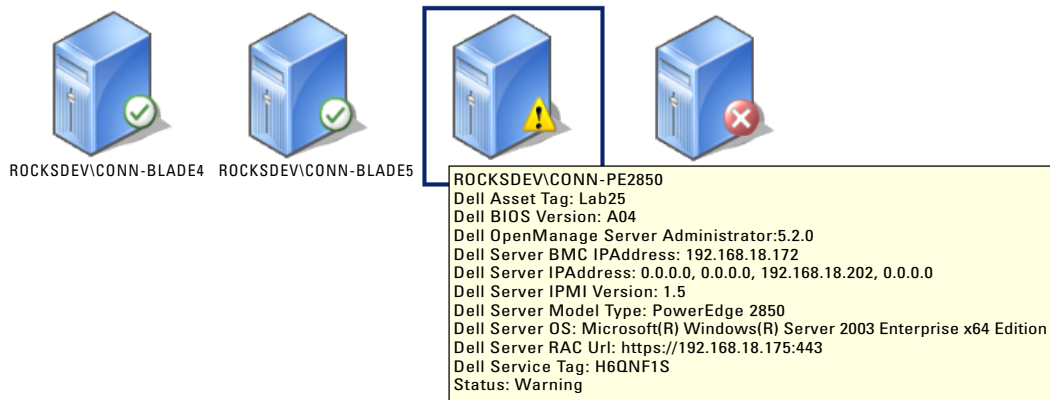 ROCKSDEV\CONN-BLADE4
ROCKSDEV\CONN-BLADE5
ROCKSDEV\CONN-PE2850
Dell Asset Tag: Lab25
Dell BIOS Version: A04
Dell OpenManage Server Administrator:5.2.0
Dell Server BMC IPAddress: 192.168.18.172
Dell Server IPAddress: 0.0.0.0, 0.0.0.0, 192.168.18.202, 0.0.0.0
Dell Server IPMI Version: 1.5
Dell Server Model Type: PowerEdge 2850
Dell Server OS: Microsoft(R) Windows(R) Server 2003 Enterprise x64 Edition
Dell Server RAC Url: https://192.168.18.175:443
Dell Service Tag: H6QNF1S
Status: Warning